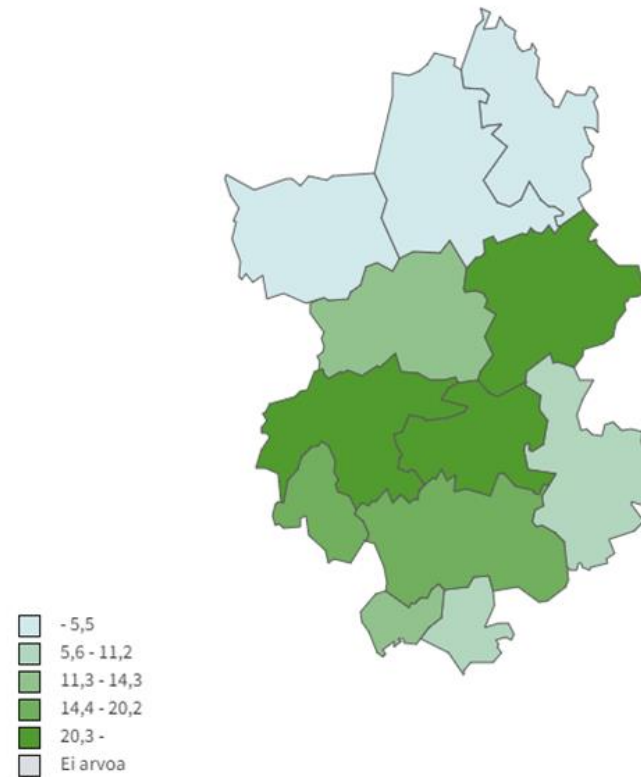 - 5,5
5,6 - 11,2
11,3 - 14,3
14,4 - 20,2
20,3 -
Ei arvoa